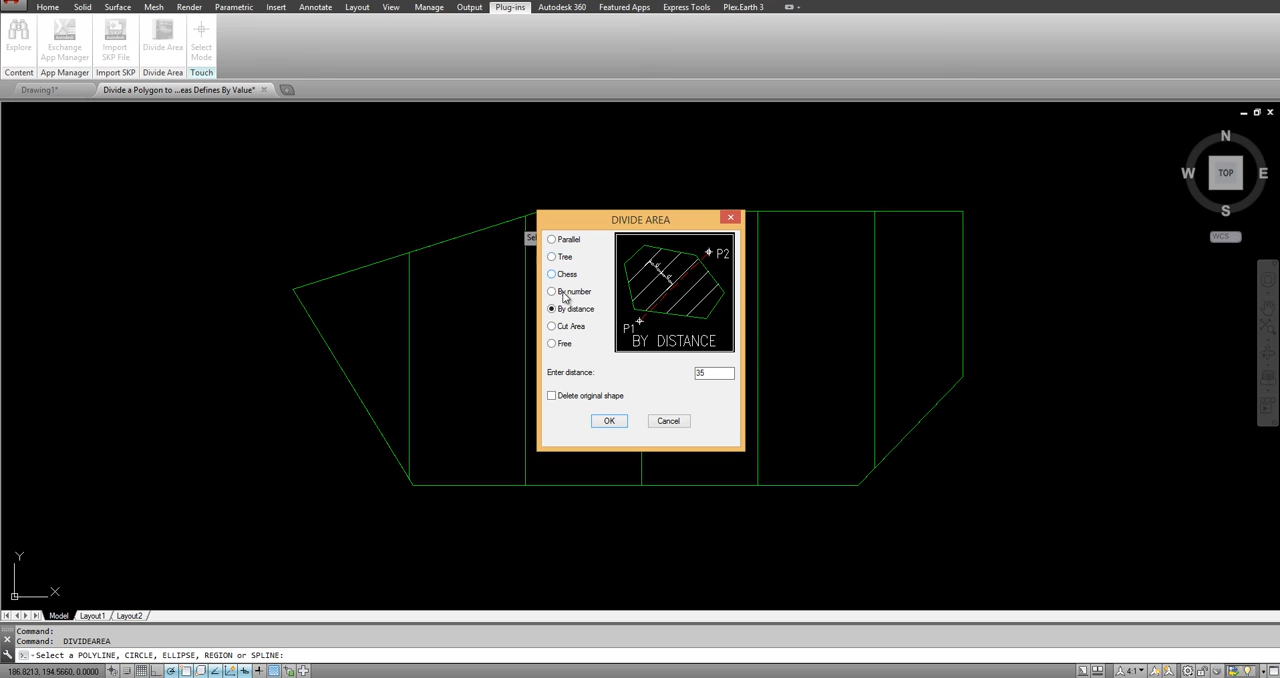 Home Solid Surface Mesh Render Parametric Insert Annotate Layout View Manage Output Plug-ins Autodesk 360 Featured Apps Express Tools Plex.Earth 3
Explore Exchange App Manager Import SKP File Divide Area Select Mode
Content App Manager Import SKP Divide Area Touch
Drawing1* Divide a Polygon to ...eas Defines By Value*
N
W TOP E
S
WCS
DIVIDE AREA
Parallel
Tree
Chess
By number
By distance
Cut Area
Free
P2
P1
BY DISTANCE
Enter distance: 35
Delete original shape
OK Cancel
Y
X
Model Layout1 Layout2
Command:
Command: DIVIDEAREA
Select a POLYLINE, CIRCLE, ELLIPSE, REGION or SPLINE:
186.8213, 194.5660, 0.0000 4:1